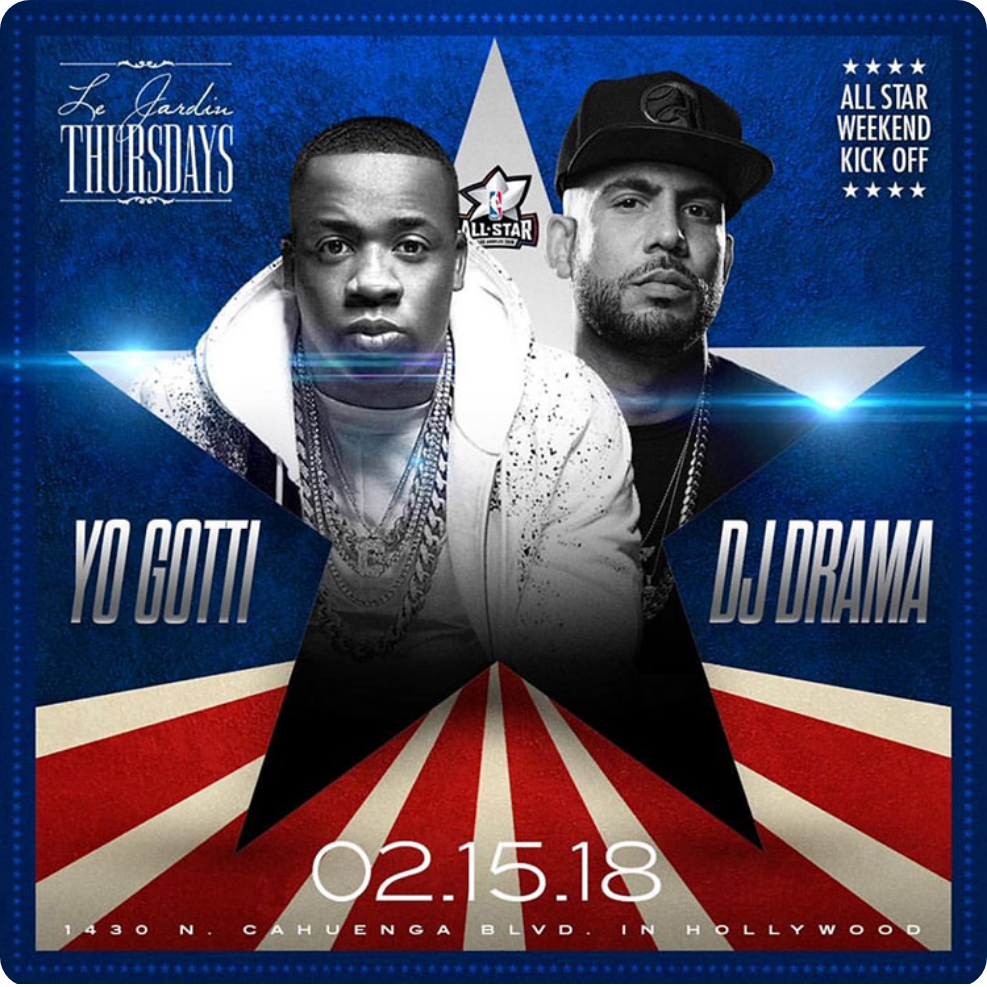 Le Jardin
THURSDAYS
ALL STAR
WEEKEND
KICK OFF
ALL-STAR
YO GOTTI
DJ DRAMA
02.15.18
1430 N. CAHUENGA BLVD. IN HOLLYWOOD